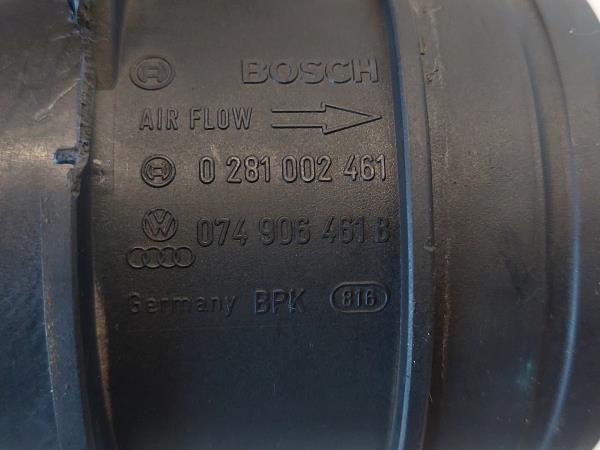 BOSCH
AIR FLOW
0 281 002 461
074 906 461 B
Germany BPK 816